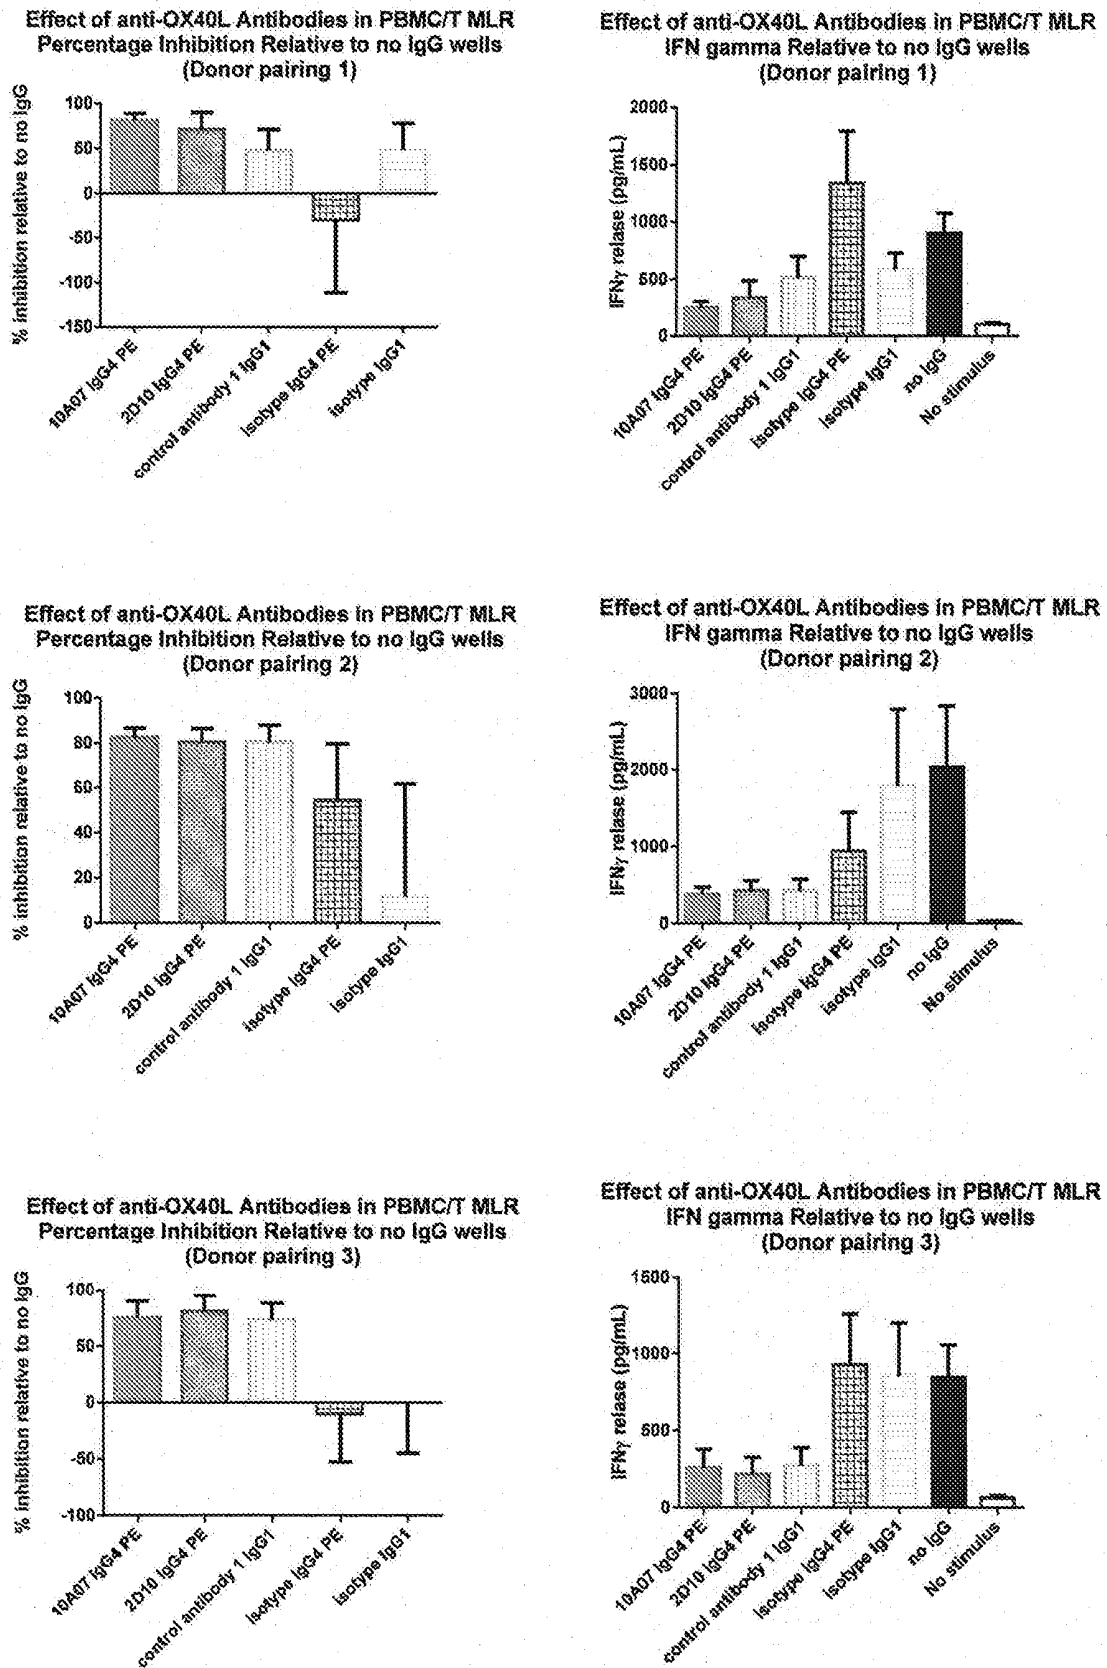 Effect of anti-OX40L Antibodies in PBMC/T MLR
Percentage Inhibition Relative to no IgG wells
(Donor pairing 1)
% inhibition relative to no IgG
100
50
0
-50
-100
-150
10A07 IgG4 PE
2D10 IgG4 PE
control antibody 1 IgG1
isotype IgG4 PE
isotype IgG1
Effect of anti-OX40L Antibodies in PBMC/T MLR
IFN gamma Relative to no IgG wells
(Donor pairing 1)
IFNγ relase (pg/mL)
2000
1500
1000
500
0
10A07 IgG4 PE
2D10 IgG4 PE
control antibody 1 IgG1
isotype IgG4 PE
isotype IgG1
no IgG
No stimulus
Effect of anti-OX40L Antibodies in PBMC/T MLR
Percentage Inhibition Relative to no IgG wells
(Donor pairing 2)
% inhibition relative to no IgG
100
80
60
40
20
0
10A07 IgG4 PE
2D10 IgG4 PE
control antibody 1 IgG1
isotype IgG4 PE
isotype IgG1
Effect of anti-OX40L Antibodies in PBMC/T MLR
IFN gamma Relative to no IgG wells
(Donor pairing 2)
IFNγ relase (pg/mL)
3000
2000
1000
0
10A07 IgG4 PE
2D10 IgG4 PE
control antibody 1 IgG1
isotype IgG4 PE
isotype IgG1
no IgG
No stimulus
Effect of anti-OX40L Antibodies in PBMC/T MLR
Percentage Inhibition Relative to no IgG wells
(Donor pairing 3)
% inhibition relative to no IgG
100
50
0
-50
-100
10A07 IgG4 PE
2D10 IgG4 PE
control antibody 1 IgG1
isotype IgG4 PE
isotype IgG1
Effect of anti-OX40L Antibodies in PBMC/T MLR
IFN gamma Relative to no IgG wells
(Donor pairing 3)
IFNγ relase (pg/mL)
1500
1000
500
0
10A07 IgG4 PE
2D10 IgG4 PE
control antibody 1 IgG1
isotype IgG4 PE
isotype IgG1
no IgG
No stimulus